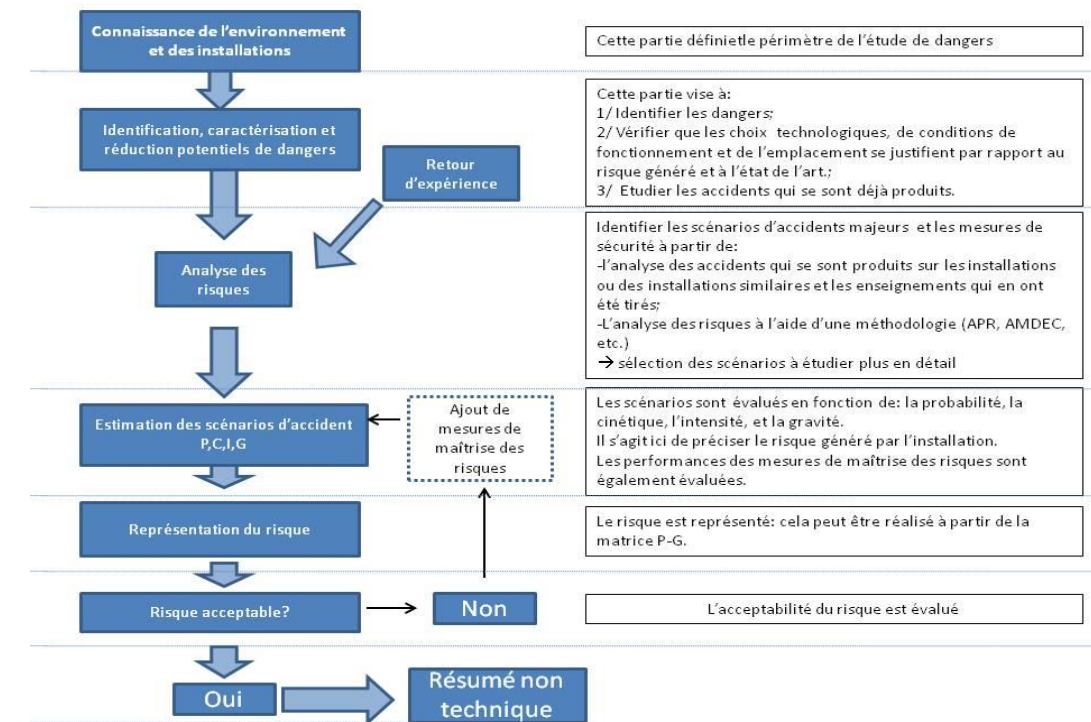 Connaissance de l'environnement
et des installations
Cette partie définietle périmètre de l'étude de dangers
Identification, caractérisation et
réduction potentiels de dangers
Retour
d'expérience
Cette partie vise à:
1/ Identifier les dangers;
2/ Vérifier que les choix technologiques, de conditions de
fonctionnement et de l'emplacement se justifient par rapport au
risque généré et à l'état de l'art.;
3/ Etudier les accidents qui se sont déjà produits.
Analyse des
risques
Identifier les scénarios d'accidents majeurs et les mesures de
sécurité à partir de:
-l'analyse des accidents qui se sont produits sur les installations
ou des installations similaires et les enseignements qui en ont
été tirés;
-L'analyse des risques à l'aide d'une méthodologie (APR, AMDEC,
etc.)
→ sélection des scénarios à étudier plus en détail
Estimation des scénarios d'accident
P,C,I,G
Ajout de
mesures de
maîtrise des
risques
Les scénarios sont évalués en fonction de: la probabilité, la
cinétique, l'intensité, et la gravité.
Il s'agit ici de préciser le risque généré par l'installation.
Les performances des mesures de maîtrise des risques sont
également évaluées.
Représentation du risque
Le risque est représenté: cela peut être réalisé à partir de la
matrice P-G.
Risque acceptable?
Non
L'acceptabilité du risque est évalué
Oui
Résumé non
technique